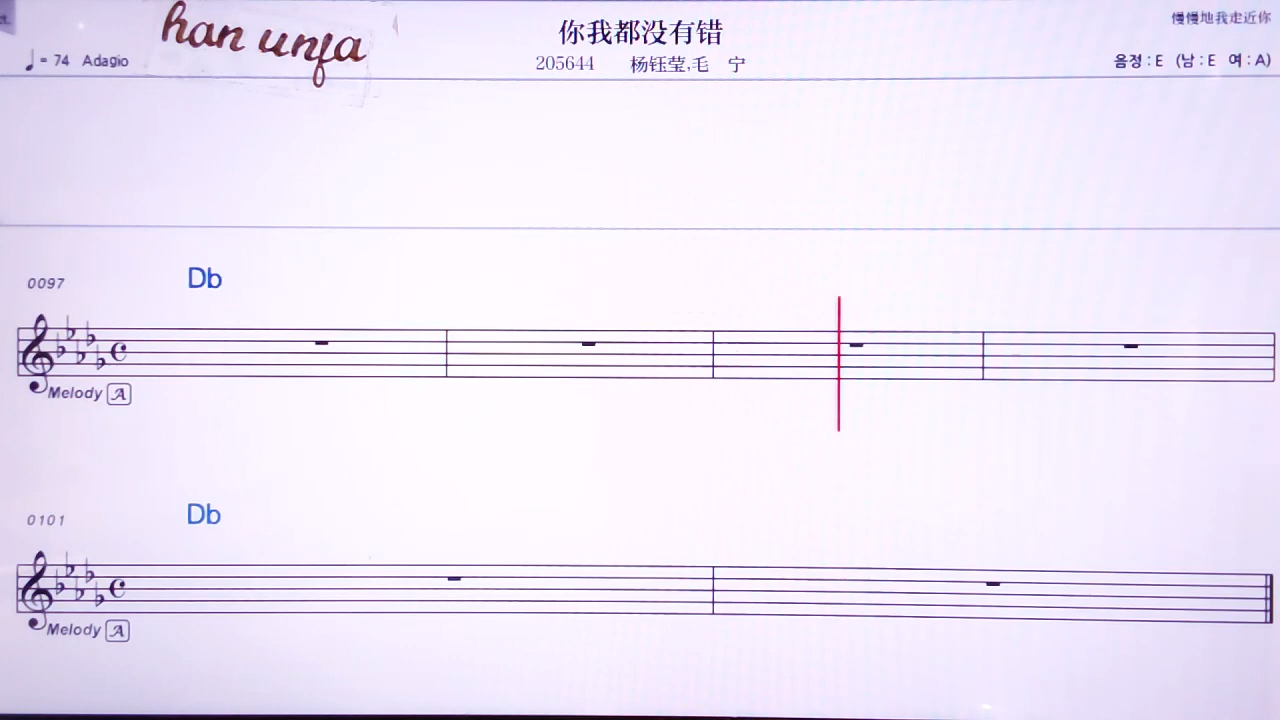 han unfa
你我都没有错
慢慢地我走近你
♩= 74 Adagio
205644 杨钰莹,毛 宁
음정 : E (남 : E 여 : A)
0097 Db
Melody A
0101 Db
Melody A